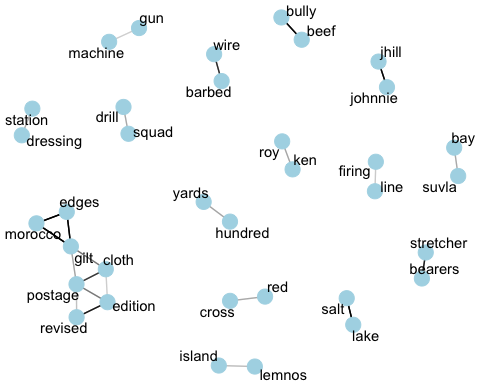 bully
gun
beef
wire
machine
jhill
barbed
johnnie
station
drill
squad
dressing
bay
roy
ken
firing
line
suvla
yards
edges
morocco
hundred
gilt
cloth
stretcher
bearers
postage
red
edition
cross
salt
revised
lake
island
lemnos